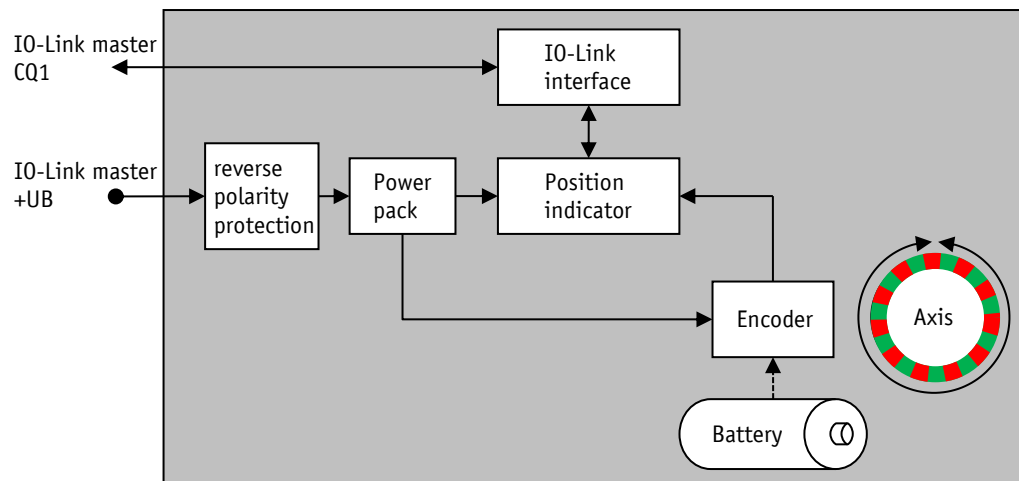 IO-Link master
CQ1
IO-Link
interface
IO-Link master
+UB
reverse
polarity
protection
Power
pack
Position
indicator
Encoder
Axis
Battery